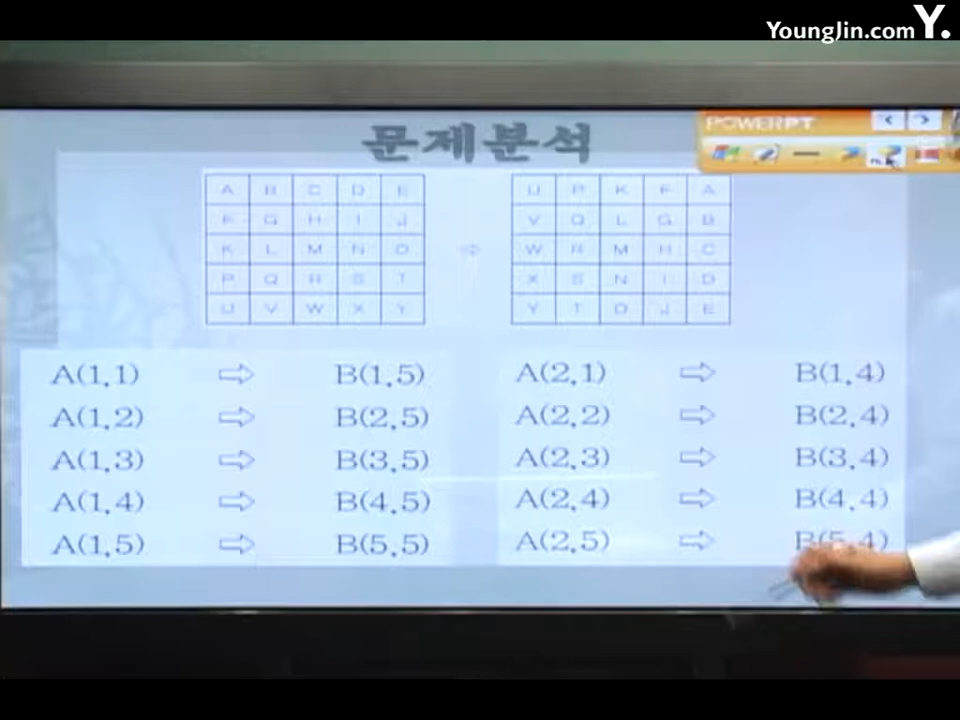 YoungJin.com Y.
POWERPT
문제분석
A B C D E U P K F A
F G H I J V Q L G B
K L M N O ⇨ W R M H C
P Q R S T X S N I D
U V W X Y Y T O J E
A(1,1) ⇨ B(1,5) A(2,1) ⇨ B(1,4)
A(1,2) ⇨ B(2,5) A(2,2) ⇨ B(2,4)
A(1,3) ⇨ B(3,5) A(2,3) ⇨ B(3,4)
A(1,4) ⇨ B(4,5) A(2,4) ⇨ B(4,4)
A(1,5) ⇨ B(5,5) A(2,5) ⇨ B(5,4)